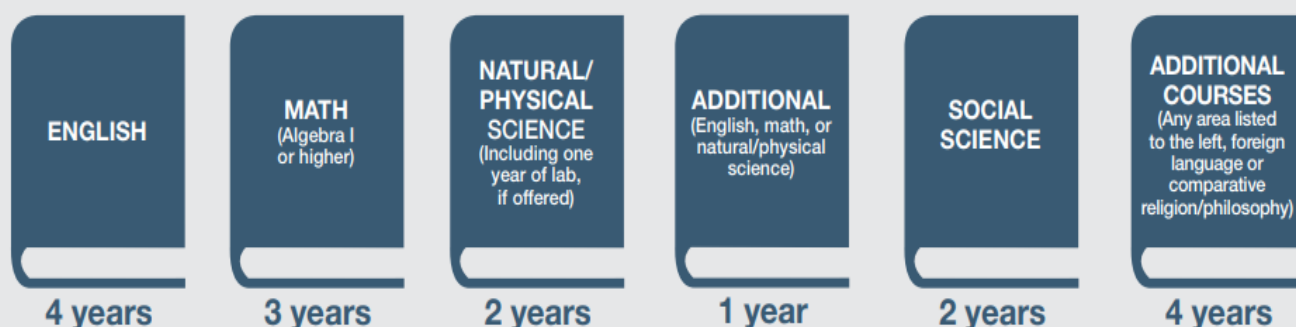 ENGLISH
4 years
MATH
(Algebra I
or higher)
3 years
NATURAL/
PHYSICAL
SCIENCE
(Including one
year of lab,
if offered)
2 years
ADDITIONAL
(English, math, or
natural/physical
science)
1 year
SOCIAL
SCIENCE
2 years
ADDITIONAL
COURSES
(Any area listed
to the left, foreign
language or
comparative
religion/philosophy)
4 years